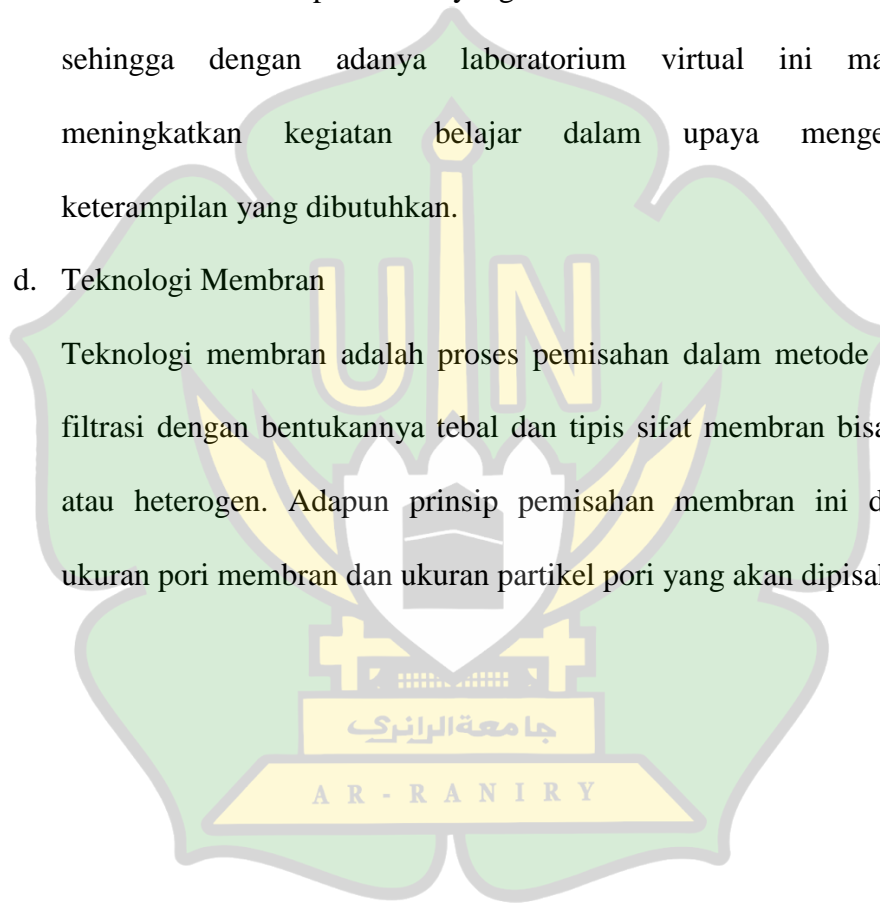 sehingga dengan adanya laboratorium virtual ini
meningkatkan kegiatan belajar dalam upaya
keterampilan yang dibutuhkan.
d. Teknologi Membran
Teknologi membran adalah proses pemisahan dalam metode
filtrasi dengan bentukannya tebal dan tipis sifat membran bisa
atau heterogen. Adapun prinsip pemisahan membran ini
ukuran pori membran dan ukuran partikel pori yang akan
UIN
جامعةالرانري
AR-RANIRY